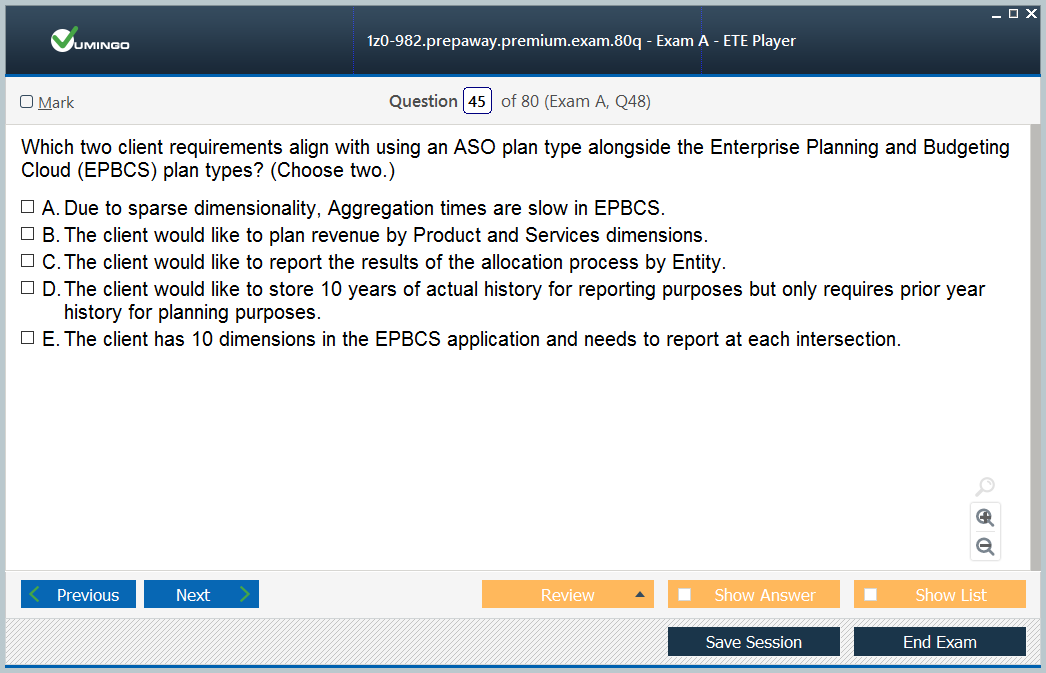 VUMINGO
1z0-982.prepaway.premium.exam.80q - Exam A - ETE Player
Mark
Question 45 of 80 (Exam A, Q48)
Which two client requirements align with using an ASO plan type alongside the Enterprise Planning and Budgeting
Cloud (EPBCS) plan types? (Choose two.)
A. Due to sparse dimensionality, Aggregation times are slow in EPBCS.
B. The client would like to plan revenue by Product and Services dimensions.
C. The client would like to report the results of the allocation process by Entity.
D. The client would like to store 10 years of actual history for reporting purposes but only requires prior year
history for planning purposes.
E. The client has 10 dimensions in the EPBCS application and needs to report at each intersection.
Previous Next Review Show Answer Show List
Save Session End Exam